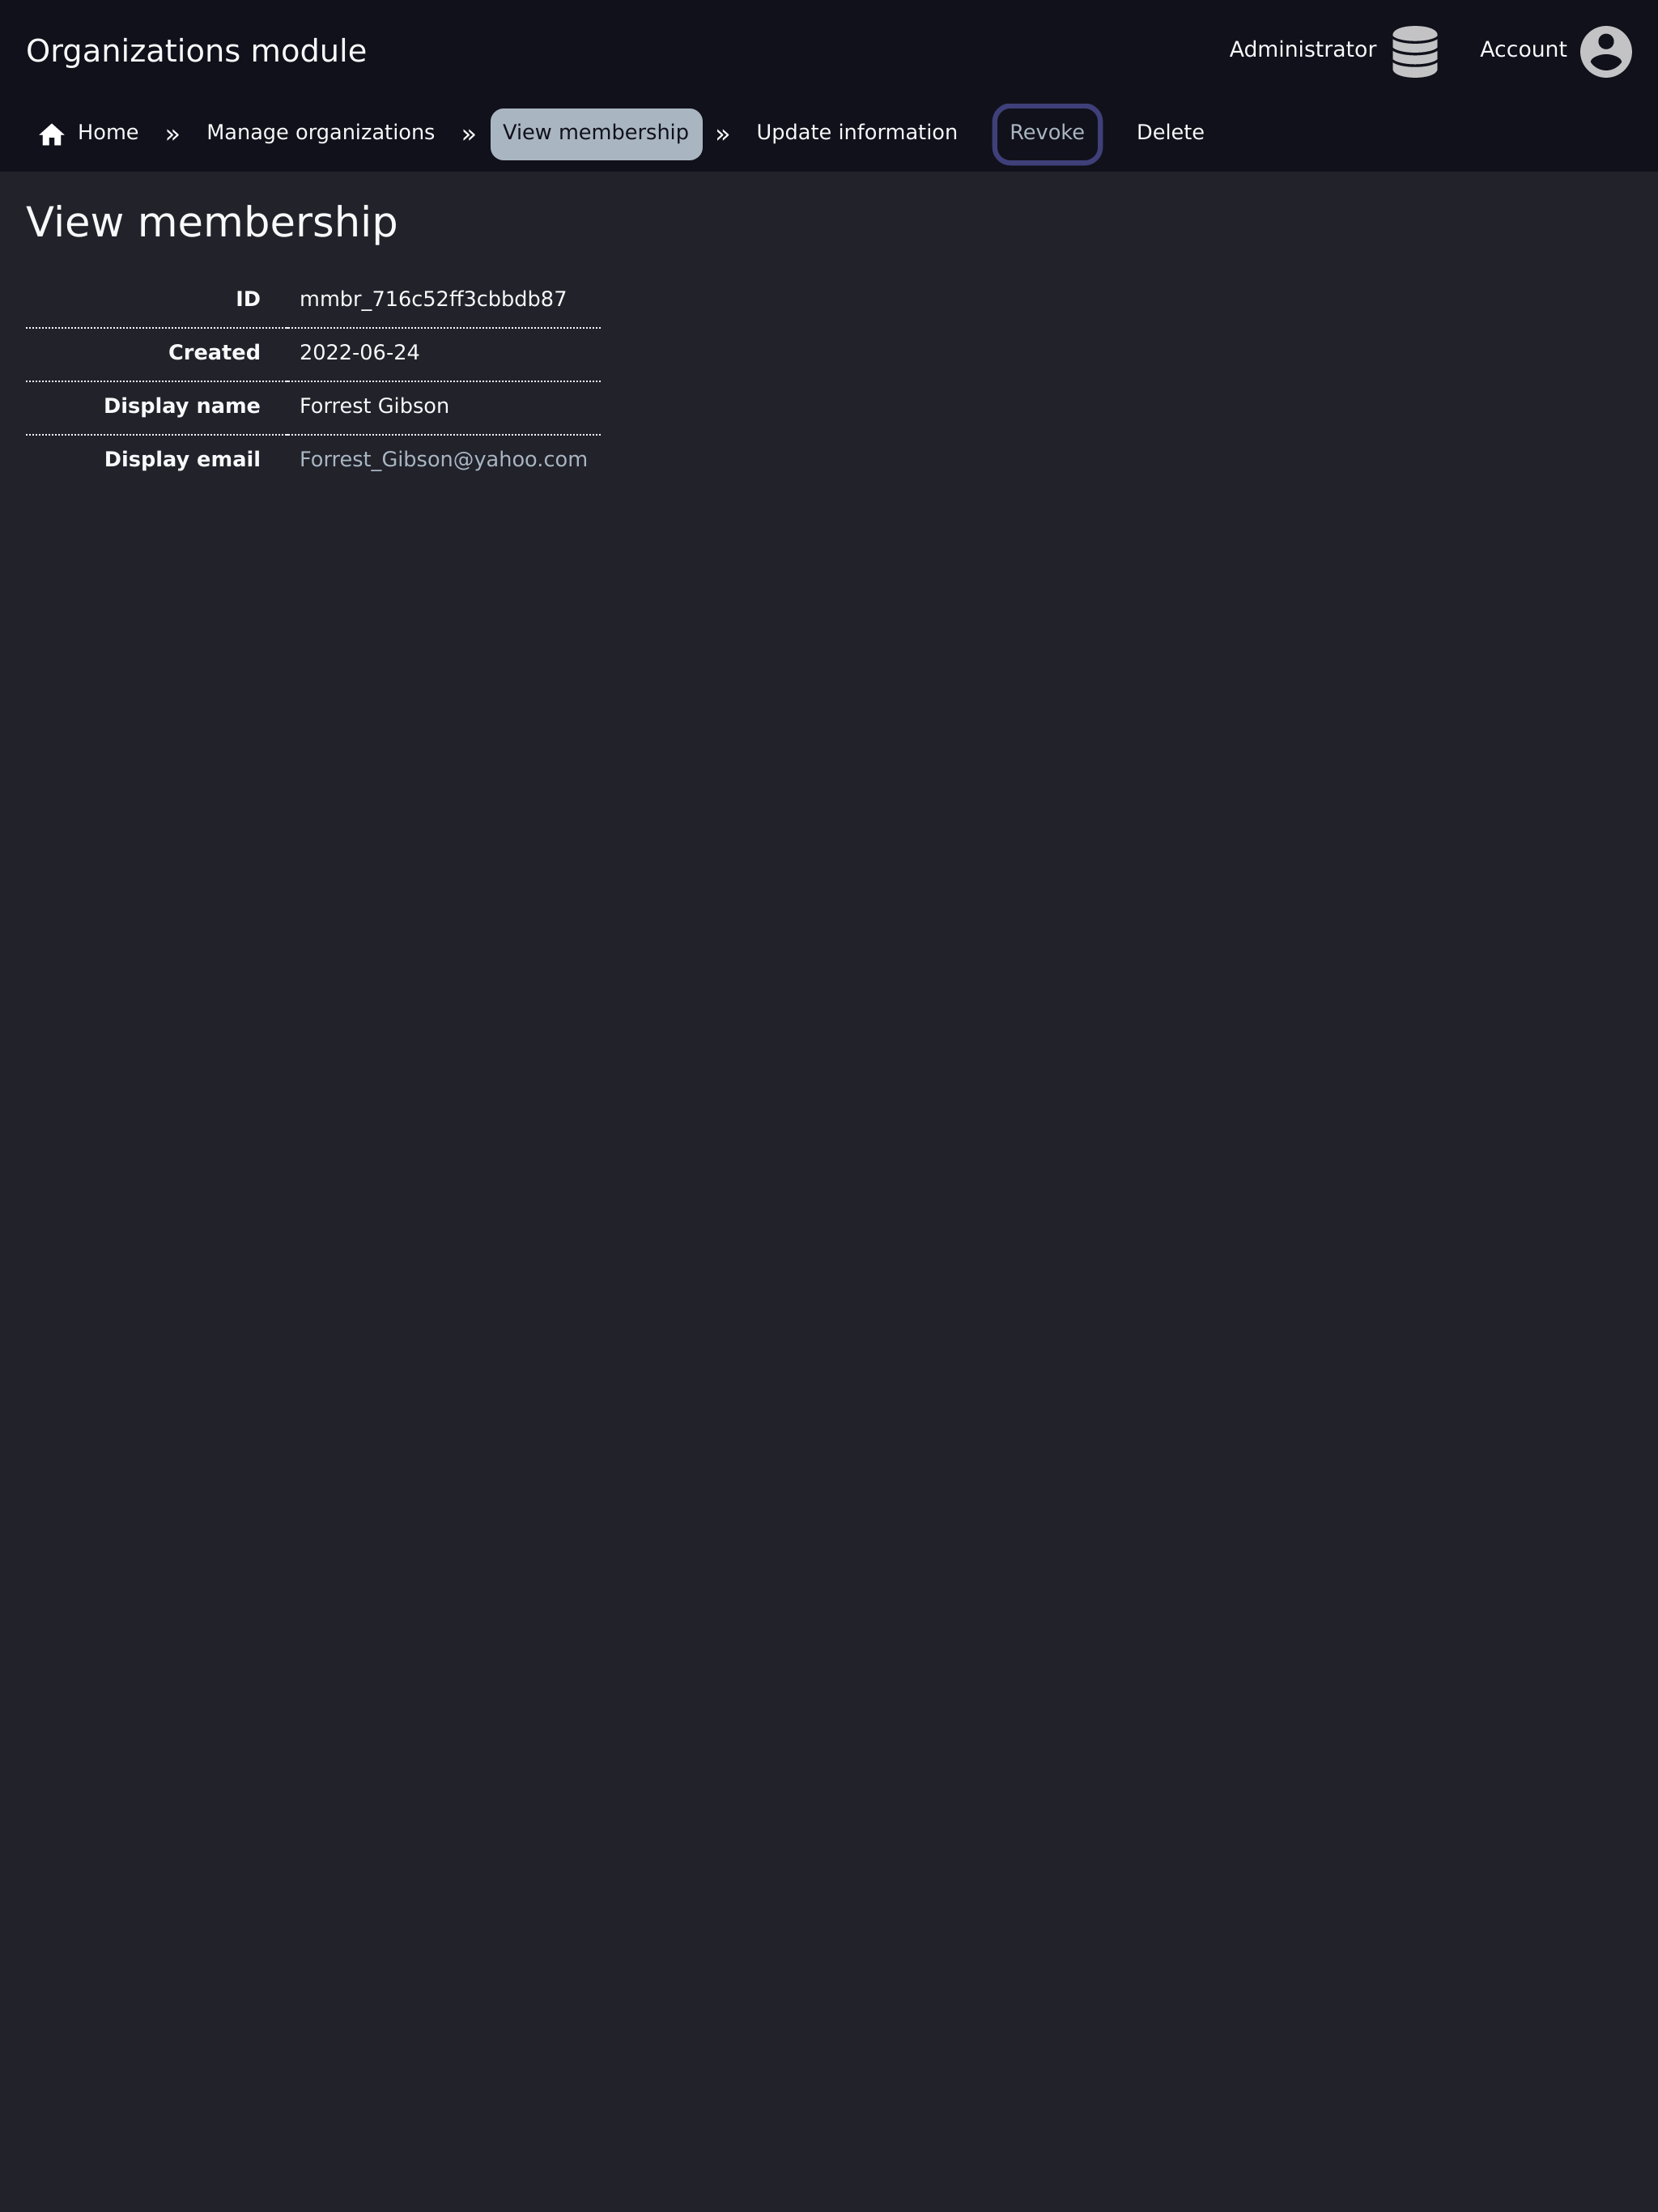 Organizations module
Administrator
Account
Home » Manage organizations » View membership » Update information Revoke Delete
View membership
ID mmbr_716c52ff3cbbdb87
Created 2022-06-24
Display name Forrest Gibson
Display email Forrest_Gibson@yahoo.com